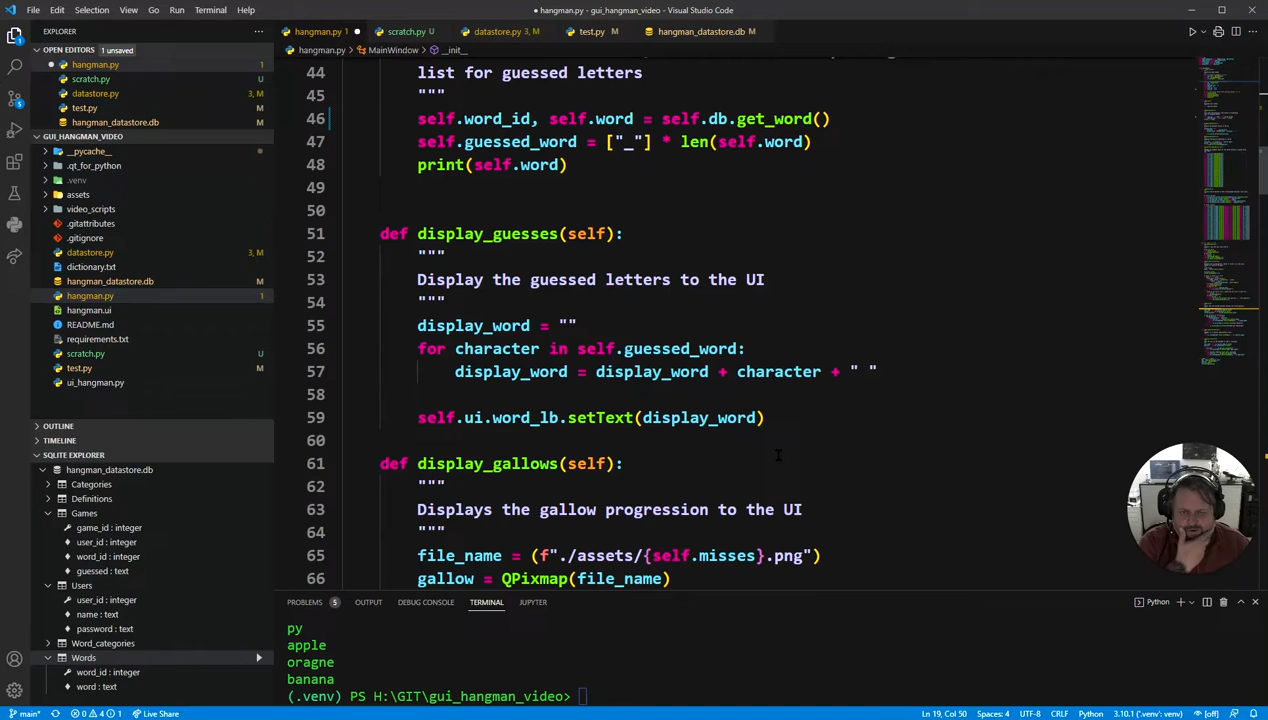 File Edit Selection View Go Run Terminal Help
● hangman.py - gui_hangman_video - Visual Studio Code
EXPLORER
OPEN EDITORS 1 unsaved
hangman.py 1
scratch.py U
datastore.py 3, M
test.py M
hangman_datastore.db M
GUI_HANGMAN_VIDEO
__pycache__
.qt_for_python
.venv
assets
video_scripts
.gitattributes
.gitignore
datastore.py 3, M
dictionary.txt
hangman_datastore.db M
hangman.py 1
hangman.ui
README.md
requirements.txt
scratch.py U
test.py M
ui_hangman.py
OUTLINE
TIMELINE
SQLITE EXPLORER
hangman_datastore.db
Categories
Definitions
Games
game_id : integer
user_id : integer
word_id : integer
guessed : text
Users
user_id : integer
name : text
password : text
Word_categories
Words
word_id : integer
word : text
hangman.py 1 scratch.py U datastore.py 3, M test.py M hangman_datastore.db M
hangman.py > MainWindow > __init__
44 list for guessed letters
45 """
46 self.word_id, self.word = self.db.get_word()
47 self.guessed_word = ["_"] * len(self.word)
48 print(self.word)
49
50
51 def display_guesses(self):
52 """
53 Display the guessed letters to the UI
54 """
55 display_word = ""
56 for character in self.guessed_word:
57 display_word = display_word + character + " "
58
59 self.ui.word_lb.setText(display_word)
60
61 def display_gallows(self):
62 """
63 Displays the gallow progression to the UI
64 """
65 file_name = (f"./assets/{self.misses}.png")
66 gallow = QPixmap(file_name)
PROBLEMS 5 OUTPUT DEBUG CONSOLE TERMINAL JUPYTER
Python
py
apple
oragne
banana
(.venv) PS H:\GIT\gui_hangman_video>
main* 0 4 1 Live Share
Ln 19, Col 50 Spaces: 4 UTF-8 CRLF Python 3.10.1 ('.venv': venv) [off]